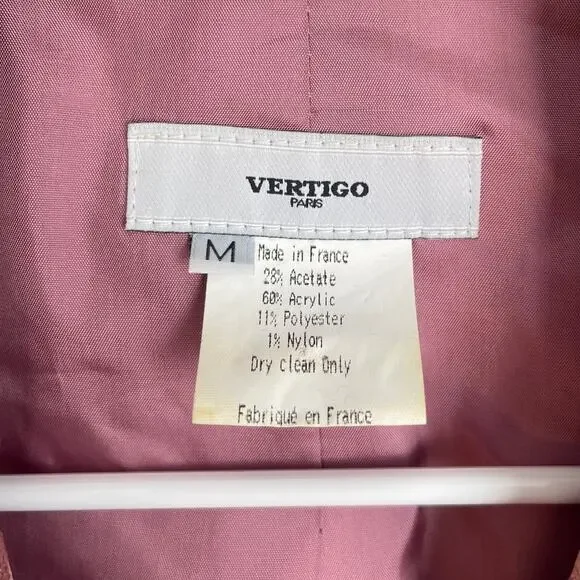 VERTIGO
PARIS
M
Made in France
28% Acetate
60% Acrylic
11% Polyester
1% Nylon
Dry clean Only
Fabriqué en France